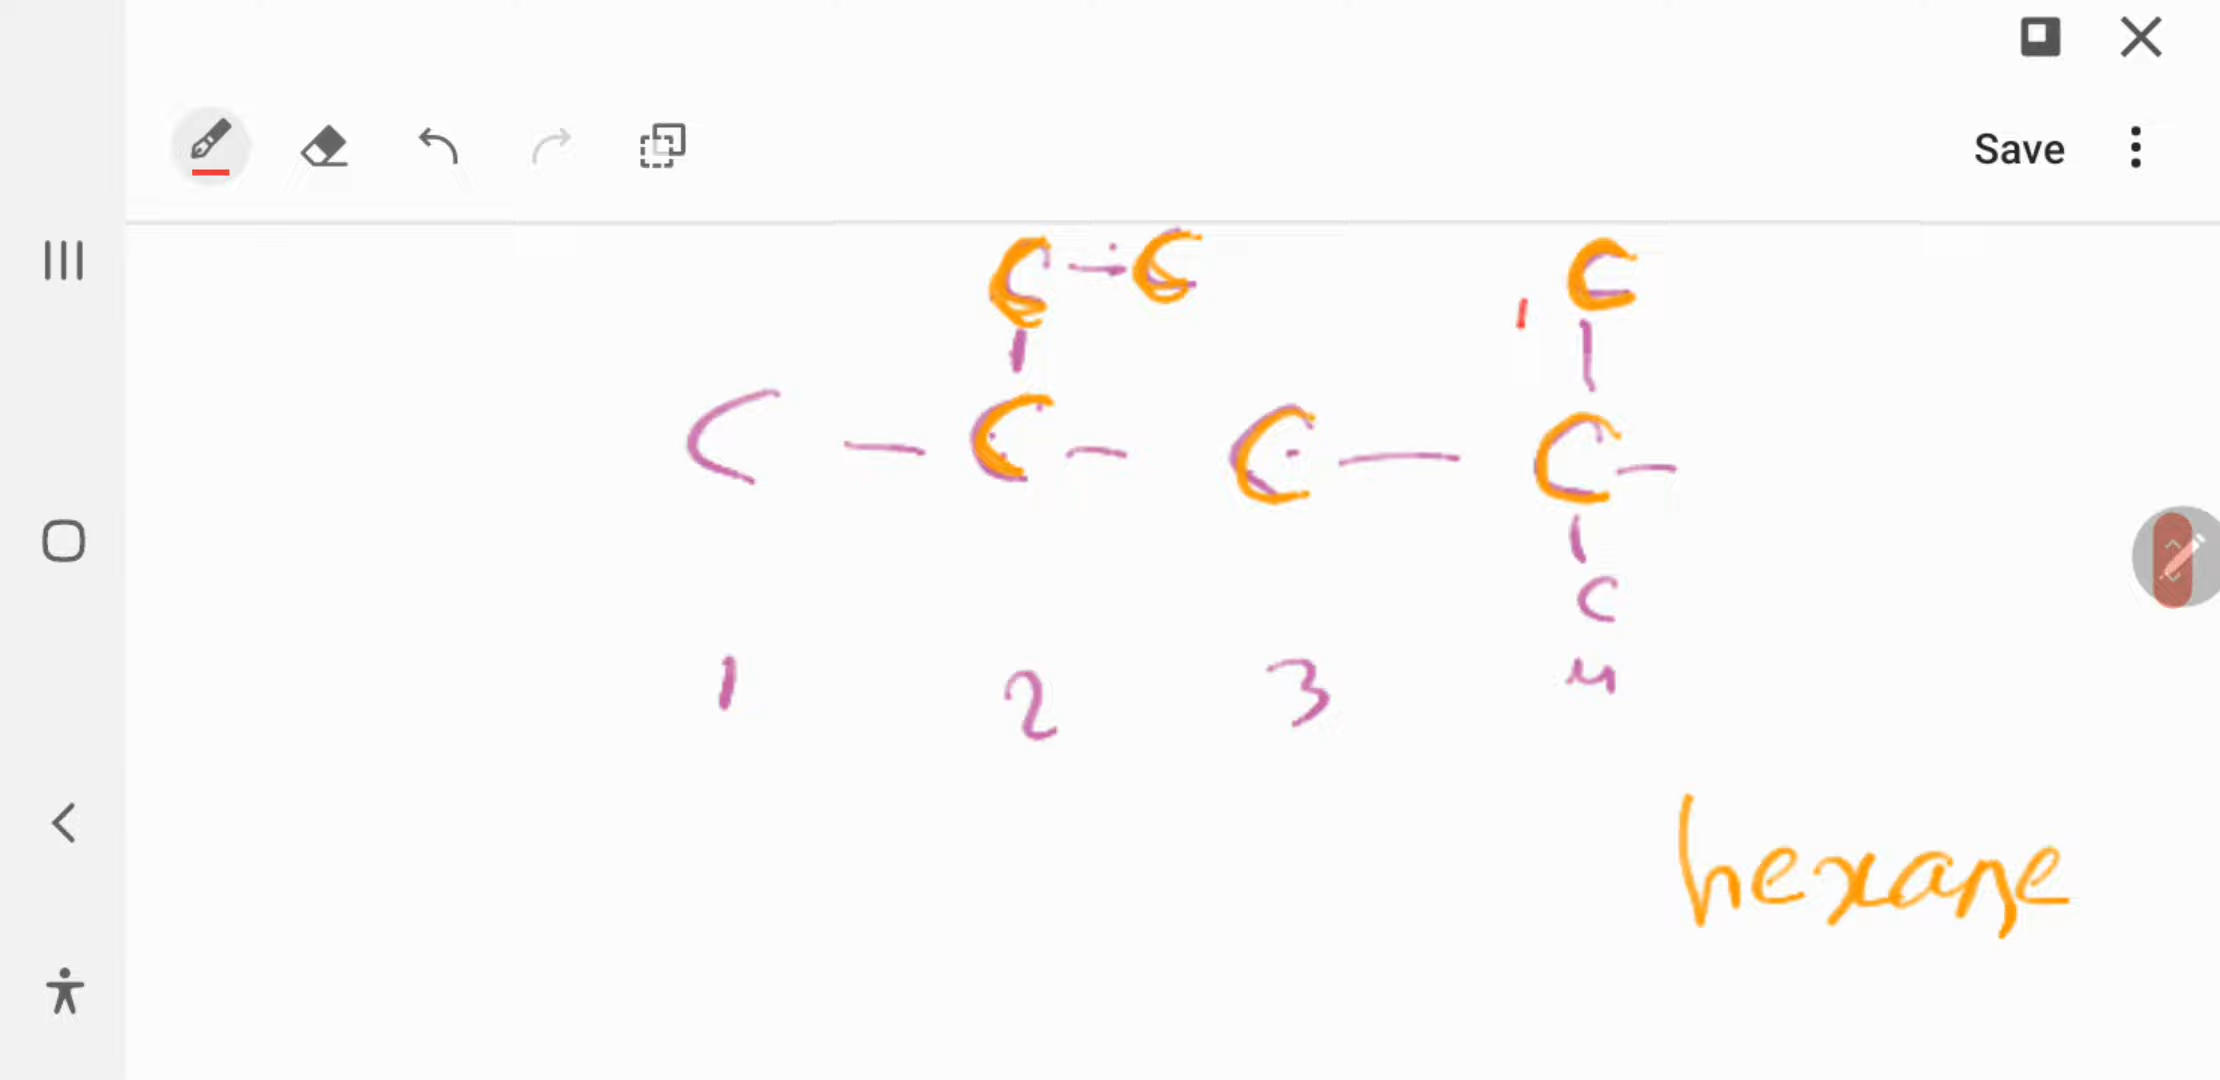 Save
C - C C
C - C - C - C -
C
1 2 3 4
hexane